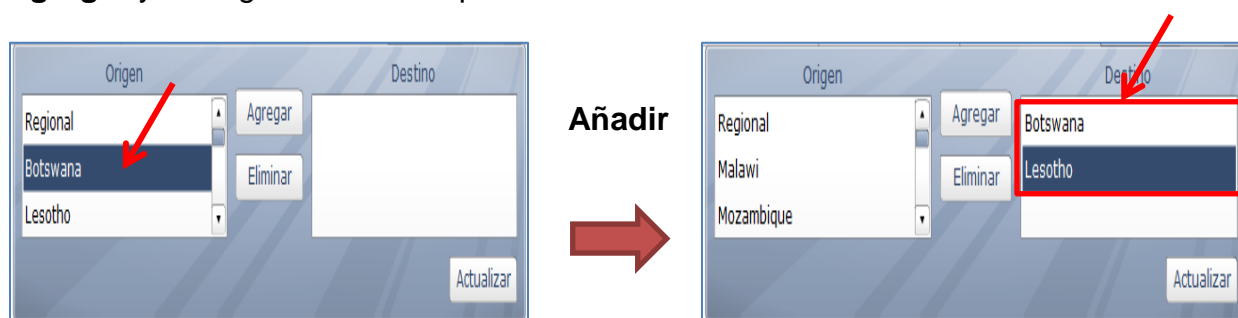 Origen
Destino
Regional
Botswana
Lesotho
Agregar
Eliminar
Actualizar
Añadir
Origen
Destino
Regional
Malawi
Mozambique
Agregar
Eliminar
Botswana
Lesotho
Actualizar